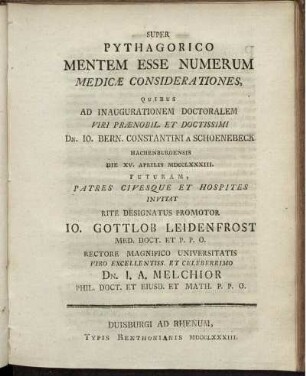 SUPER
PYTHAGORICO
MENTEM ESSE NUMERUM
MEDICÆ CONSIDERATIONES,
QUIBUS
AD INAUGURATIONEM DOCTORALEM
VIRI PRÆNOBIL. ET DOCTISSIMI
DN. IO. BERN. CONSTANTINI A SCHOENEBECK
HACHENBURGENSIS
DIE XV. APRILIS MDCCLXXXIII.
FUTURAM,
PATRES CIVESQUE ET HOSPITES
INVITAT
RITE DESIGNATUS PROMOTOR
IO. GOTTLOB LEIDENFROST
MED. DOCT. ET P. P. O.
RECTORE MAGNIFICO UNIVERSITATIS
VIRO EXCELLENTISS. ET CELEBERRIMO
DN. I. A. MELCHIOR
PHIL. DOCT. ET EIUSD. ET MATH. P. P. O.
DUISBURGI AD RHENUM,
TYPIS BENTHONIANIS MDCCLXXXIII.